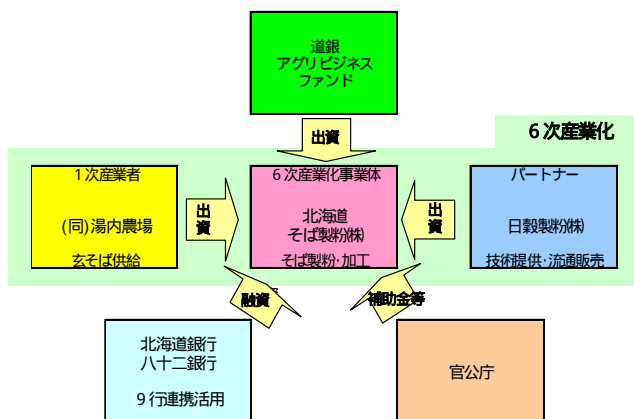 道銀
アグリビジネス
ファンド
出資
6次産業化
1次産業者
(同)湯内農場
玄そば供給
出資
6次産業化事業体
北海道
そば製粉㈱
そば製粉・加工
出資
パートナー
日穀製粉㈱
技術提供・流通販売
融資
補助金等
北海道銀行
八十二銀行
9行連携活用
官公庁